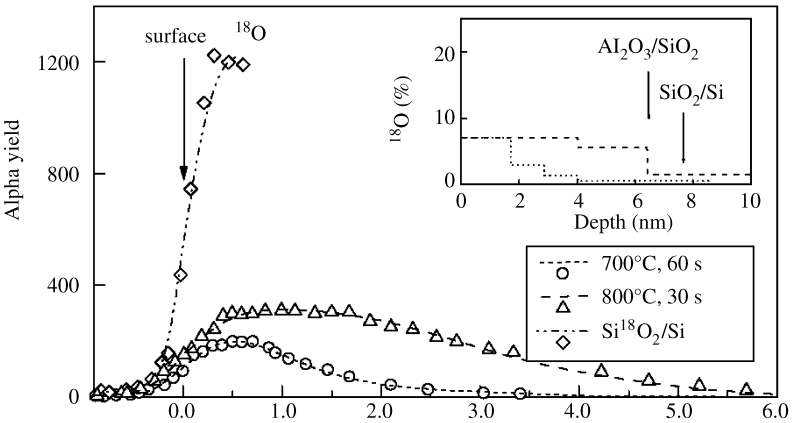 surface
¹⁸O
1200
800
400
0
Alpha yield
0.0
1.0
2.0
3.0
4.0
5.0
6.0
20
10
0
¹⁸O (%)
Al₂O₃/SiO₂
SiO₂/Si
0
2
4
6
8
10
Depth (nm)
700°C, 60 s
800°C, 30 s
Si¹⁸O₂/Si